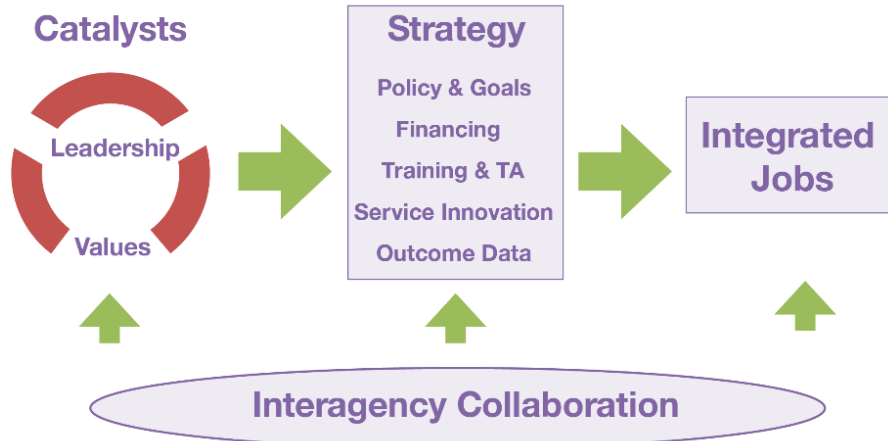 Catalysts
Leadership
Values
Strategy
Policy & Goals
Financing
Training & TA
Service Innovation
Outcome Data
Integrated
Jobs
Interagency Collaboration